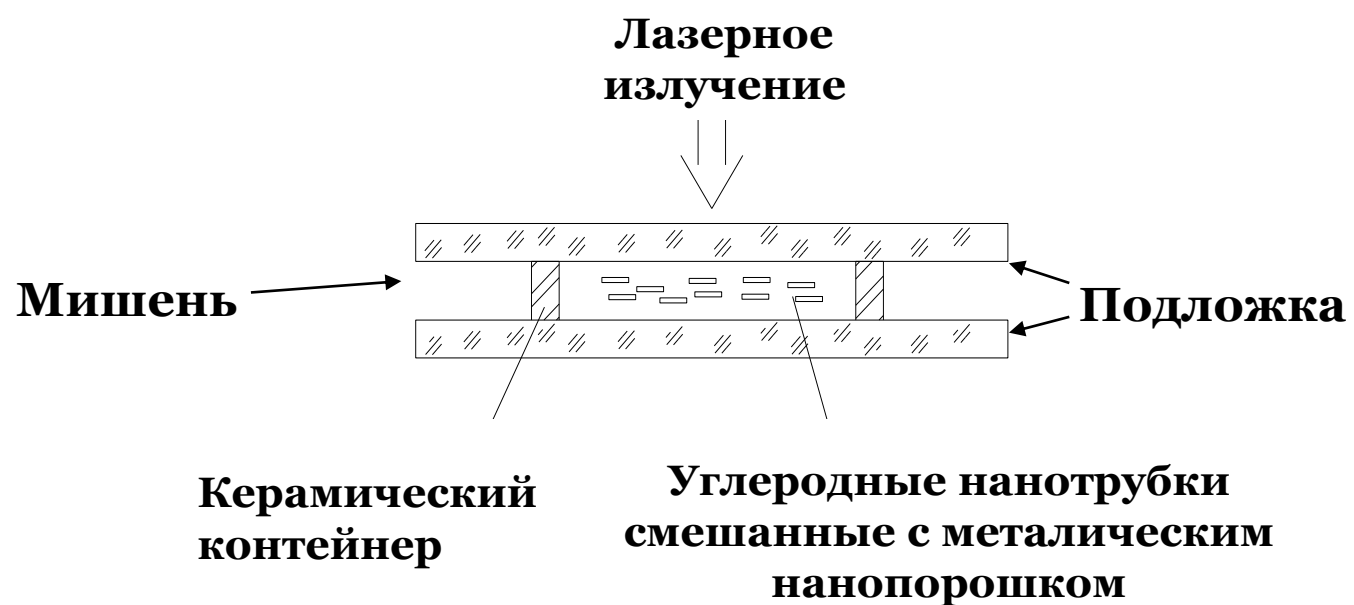 Лазерное
излучение
Мишень
Подложка
Керамический
контейнер
Углеродные нанотрубки
смешанные с металическим
нанопорошком